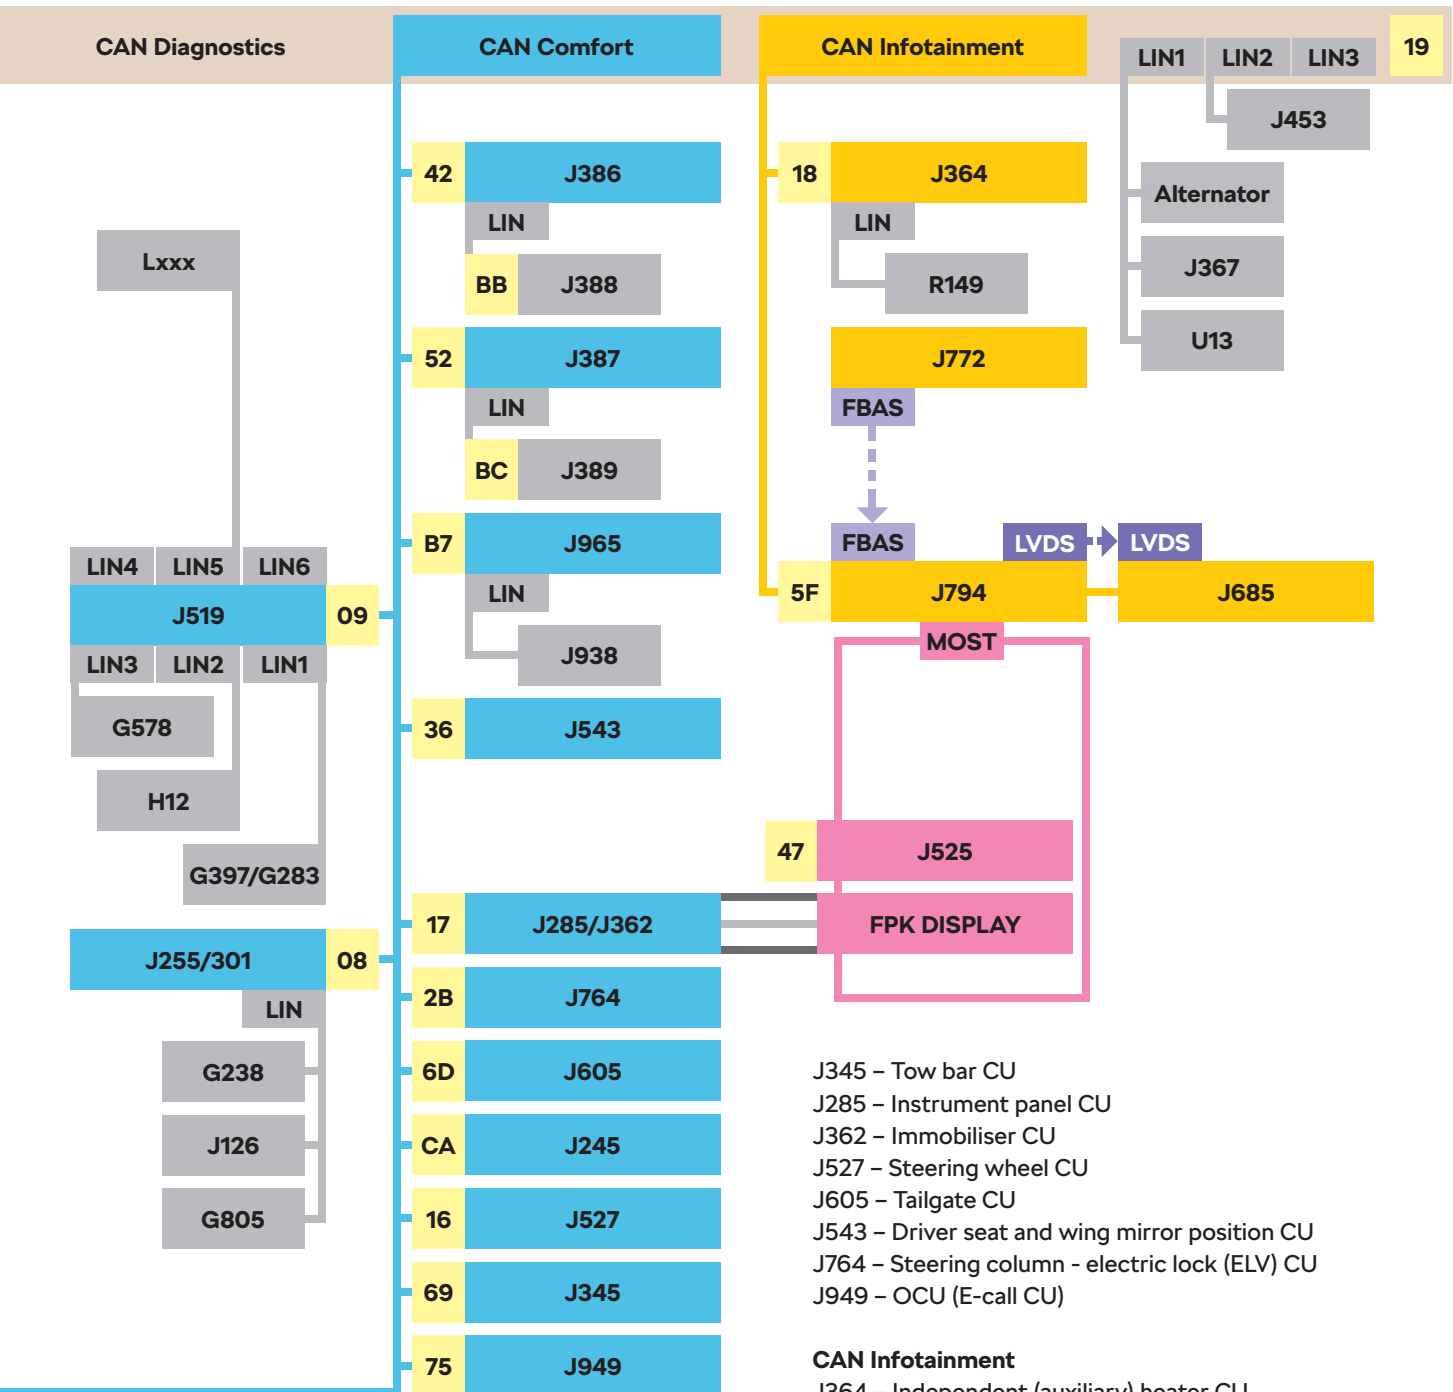 CAN Diagnostics
CAN Comfort
CAN Infotainment
LIN1 LIN2 LIN3
19
J453
Alternator
J367
U13
42 J386
LIN
BB J388
52 J387
LIN
BC J389
B7 J965
LIN
J938
36 J543
17 J285/J362
2B J764
6D J605
CA J245
16 J527
69 J345
75 J949
Lxxx
LIN4 LIN5 LIN6
J519 09
LIN3 LIN2 LIN1
G578
H12
G397/G283
J255/301 08
LIN
G238
J126
G805
18 J364
LIN
R149
J772
FBAS
FBAS
LVDS
LVDS
5F J794
J685
MOST
47 J525
FPK DISPLAY
J345 – Tow bar CU
J285 – Instrument panel CU
J362 – Immobiliser CU
J527 – Steering wheel CU
J605 – Tailgate CU
J543 – Driver seat and wing mirror position CU
J764 – Steering column - electric lock (ELV) CU
J949 – OCU (E-call CU)
CAN Infotainment
J364 – Independent (auxiliary) heater CU